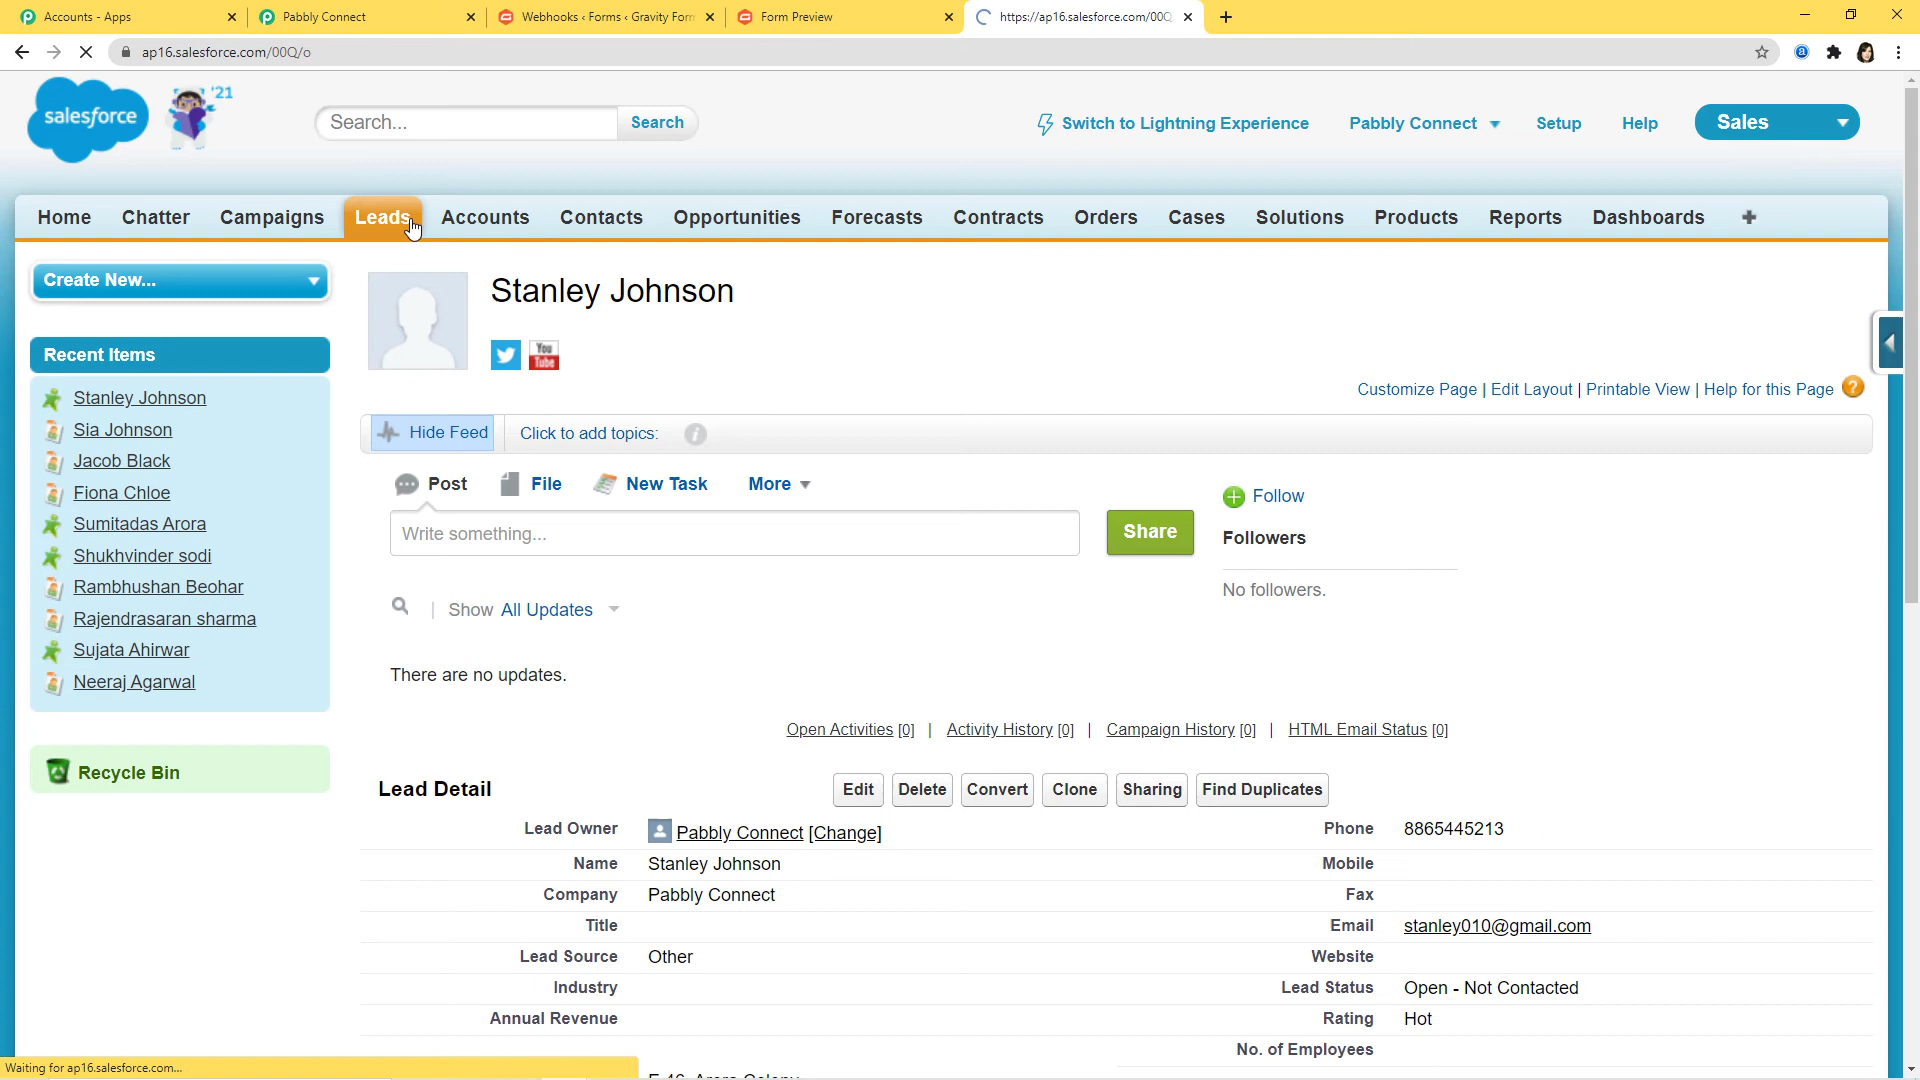 Accounts - Apps
Pabbly Connect
Webhooks ‹ Forms ‹ Gravity Forn
Form Preview
https://ap16.salesforce.com/00Q
ap16.salesforce.com/00Q/o
salesforce
'21
Search...
Search
Switch to Lightning Experience
Pabbly Connect
Setup
Help
Sales
Home
Chatter
Campaigns
Leads
Accounts
Contacts
Opportunities
Forecasts
Contracts
Orders
Cases
Solutions
Products
Reports
Dashboards
Create New...
Recent Items
Stanley Johnson
Sia Johnson
Jacob Black
Fiona Chloe
Sumitadas Arora
Shukhvinder sodi
Rambhushan Beohar
Rajendrasaran sharma
Sujata Ahirwar
Neeraj Agarwal
Recycle Bin
Stanley Johnson
You Tube
Customize Page | Edit Layout | Printable View | Help for this Page
Hide Feed
Click to add topics:
Post
File
New Task
More
Write something...
Share
Follow
Followers
No followers.
Show All Updates
There are no updates.
Open Activities [0] | Activity History [0] | Campaign History [0] | HTML Email Status [0]
Lead Detail
Edit
Delete
Convert
Clone
Sharing
Find Duplicates
Lead Owner Pabbly Connect [Change]
Phone 8865445213
Name Stanley Johnson
Mobile
Company Pabbly Connect
Fax
Title
Email stanley010@gmail.com
Lead Source Other
Website
Industry
Lead Status Open - Not Contacted
Annual Revenue
Rating Hot
No. of Employees
Waiting for ap16.salesforce.com...